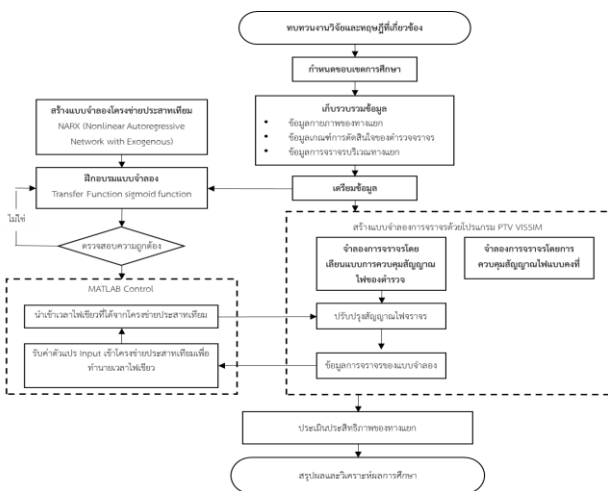 ทบทวนงานวิจัยและทฤษฎีที่เกี่ยวข้อง
กำหนดขอบเขตการศึกษา
เก็บรวบรวมข้อมูล
• ข้อมูลกายภาพของทางแยก
• ข้อมูลเกณฑ์การตัดสินใจของตำรวจจราจร
• ข้อมูลการจราจรบริเวณทางแยก
สร้างแบบจำลองโครงข่ายประสาทเทียม
NARX (Nonlinear Autoregressive
Network with Exogenous)
ฝึกอบรมแบบจำลอง
Transfer Function sigmoid function
เตรียมข้อมูล
ไม่ใช่
ตรวจสอบความถูกต้อง
สร้างแบบจำลองการจราจรด้วยโปรแกรม PTV VISSIM
จำลองการจราจรโดย
เลียนแบบการควบคุมสัญญาณ
ไฟของตำรวจ
จำลองการจราจรโดยการ
ควบคุมสัญญาณไฟแบบคงที่
MATLAB Control
นำเข้าเวลาไฟเขียวที่ได้จากโครงข่ายประสาทเทียม
ปรับปรุงสัญญาณไฟจราจร
รับค่าตัวแปร Input เข้าโครงข่ายประสาทเทียมเพื่อ
ทำนายเวลาไฟเขียว
ข้อมูลการจราจรของแบบจำลอง
ประเมินประสิทธิภาพของทางแยก
สรุปผลและวิเคราะห์ผลการศึกษา